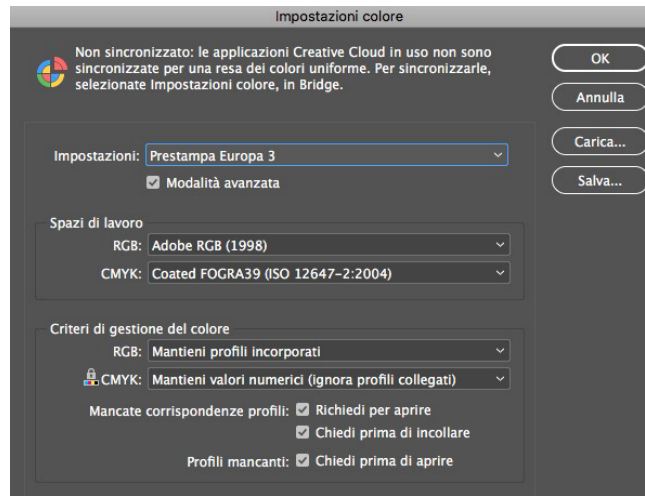 Impostazioni colore
Non sincronizzato: le applicazioni Creative Cloud in uso non sono
sincronizzate per una resa dei colori uniforme. Per sincronizzarle,
selezionate Impostazioni colore, in Bridge.
OK
Annulla
Carica...
Salva...
Impostazioni: Prestampa Europa 3
Modalità avanzata
Spazi di lavoro
RGB: Adobe RGB (1998)
CMYK: Coated FOGRA39 (ISO 12647-2:2004)
Criteri di gestione del colore
RGB: Mantieni profili incorporati
CMYK: Mantieni valori numerici (ignora profili collegati)
Mancate corrispondenze profili: Richiedi per aprire
Chiedi prima di incollare
Profili mancanti: Chiedi prima di aprire